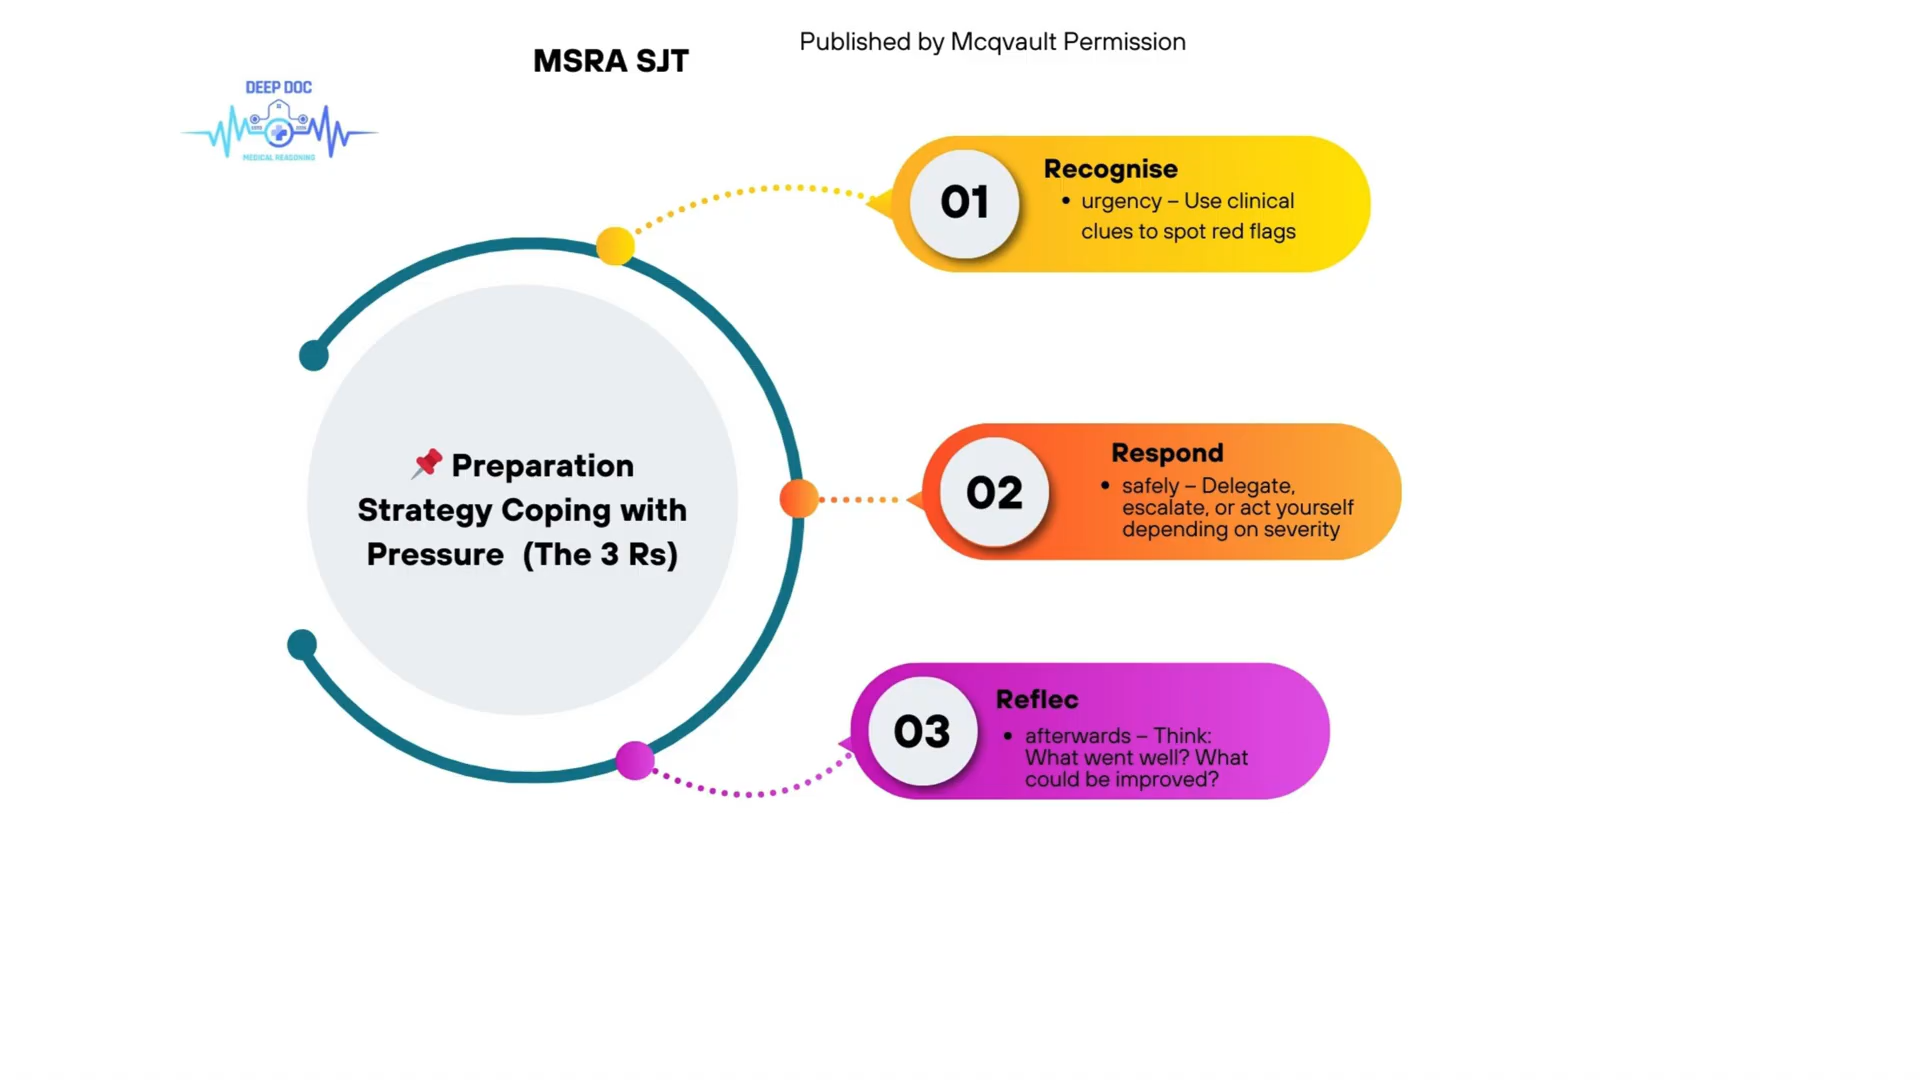 MSRA SJT
Published by Mcqvault Permission
DEEP DOC
MEDICAL REASONING
01
Recognise
• urgency – Use clinical
clues to spot red flags
📌 Preparation
Strategy Coping with
Pressure (The 3 Rs)
02
Respond
• safely – Delegate,
escalate, or act yourself
depending on severity
03
Reflec
• afterwards – Think:
What went well? What
could be improved?